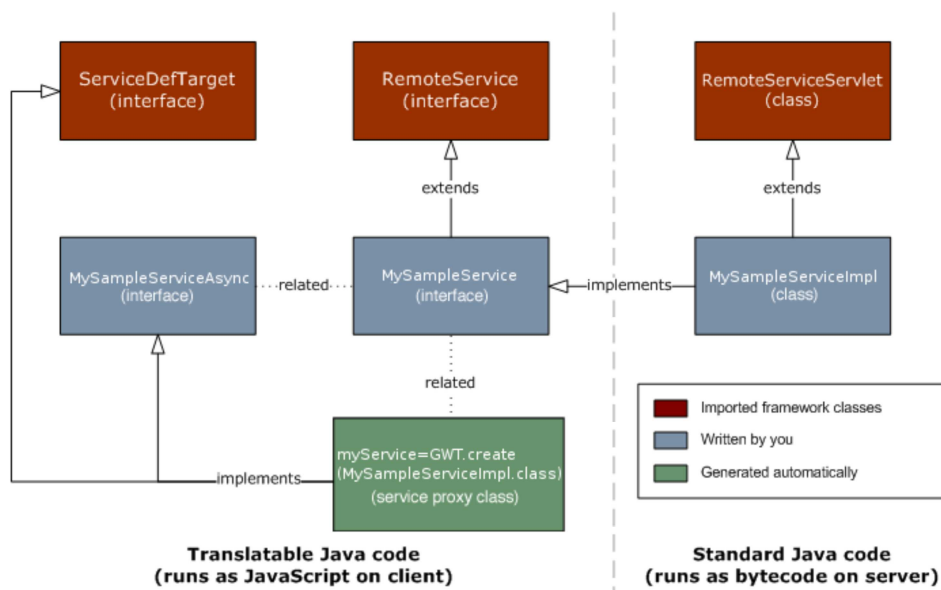 ServiceDefTarget
(interface)
RemoteService
(interface)
RemoteServiceServlet
(class)
extends
extends
MySampleServiceAsync
(interface)
related
MySampleService
(interface)
implements
MySampleServiceImpl
(class)
related
Imported framework classes
Written by you
Generated automatically
myService=GWT.create
(MySampleServiceImpl.class)
(service proxy class)
implements
Translatable Java code
(runs as JavaScript on client)
Standard Java code
(runs as bytecode on server)